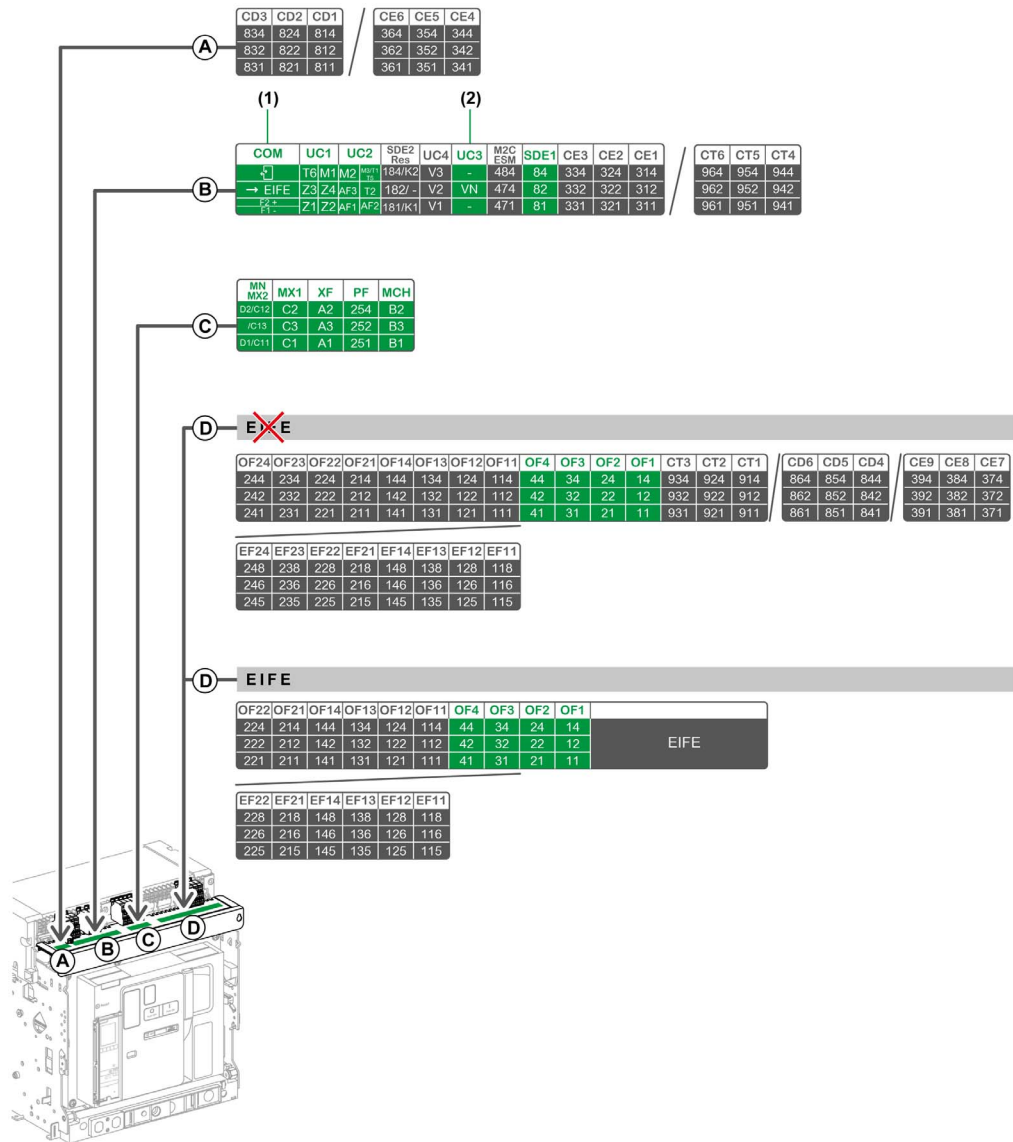 CD3 CD2 CD1 CE6 CE5 CE4
834 824 814 364 354 344
A 832 822 812 362 352 342
831 821 811 361 351 341
(1) (2)
COM UC1 UC2 SDE2 Res UC4 UC3 M2C ESM SDE1 CE3 CE2 CE1 CT6 CT5 CT4
T6 M1 M2 M3/T1 T5 184/K2 V3 - 484 84 334 324 314 964 954 944
B → EIFE Z3 Z4 AF3 T2 182/ - V2 VN 474 82 332 322 312 962 952 942
F2 + F1 - Z1 Z2 AF1 AF2 181/K1 V1 - 471 81 331 321 311 961 951 941
MN MX2 MX1 XF PF MCH
D2/C12 C2 A2 254 B2
C /C13 C3 A3 252 B3
D1/C11 C1 A1 251 B1
D EIFE
OF24 OF23 OF22 OF21 OF14 OF13 OF12 OF11 OF4 OF3 OF2 OF1 CT3 CT2 CT1 CD6 CD5 CD4 CE9 CE8 CE7
244 234 224 214 144 134 124 114 44 34 24 14 934 924 914 864 854 844 394 384 374
242 232 222 212 142 132 122 112 42 32 22 12 932 922 912 862 852 842 392 382 372
241 231 221 211 141 131 121 111 41 31 21 11 931 921 911 861 851 841 391 381 371
EF24 EF23 EF22 EF21 EF14 EF13 EF12 EF11
248 238 228 218 148 138 128 118
246 236 226 216 146 136 126 116
245 235 225 215 145 135 125 115
D EIFE
OF22 OF21 OF14 OF13 OF12 OF11 OF4 OF3 OF2 OF1
224 214 144 134 124 114 44 34 24 14
222 212 142 132 122 112 42 32 22 12 EIFE
221 211 141 131 121 111 41 31 21 11
EF22 EF21 EF14 EF13 EF12 EF11
228 218 148 138 128 118
226 216 146 136 126 116
225 215 145 135 125 115
A B C D